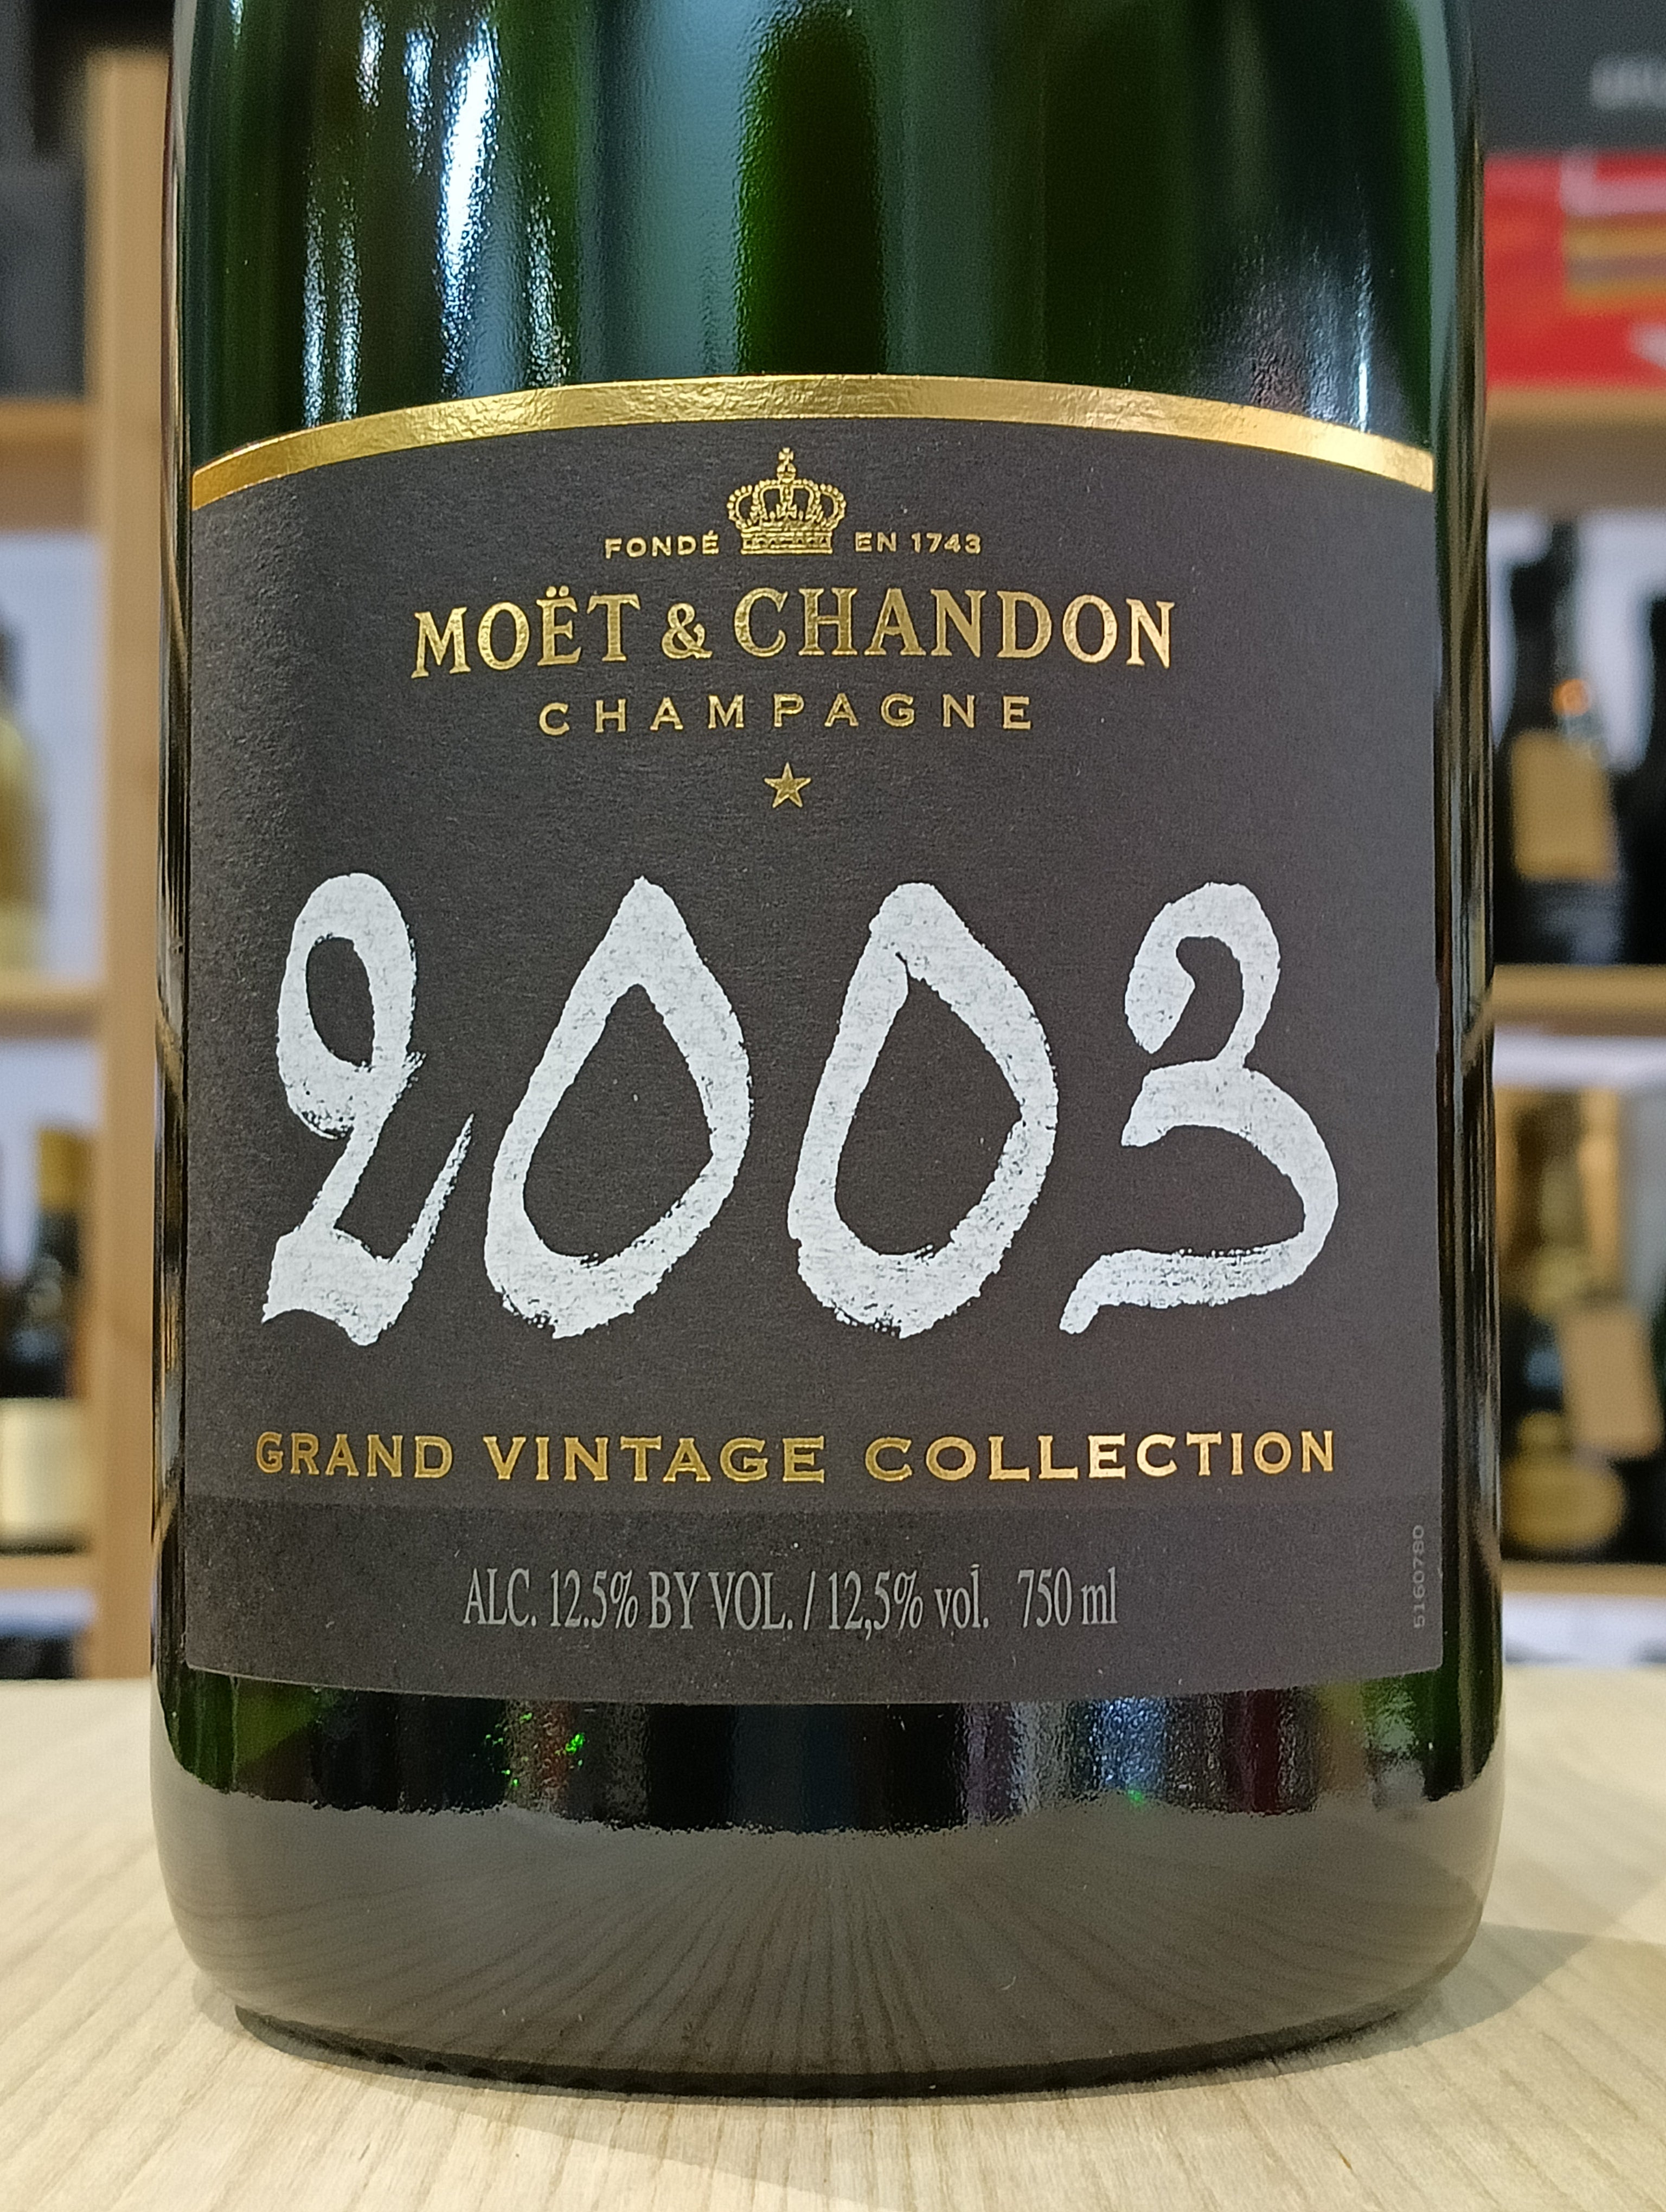 FONDÉ EN 1743
MOËT & CHANDON
CHAMPAGNE
2003
GRAND VINTAGE COLLECTION
ALC. 12.5% BY VOL. / 12,5% vol. 750 ml
5160780